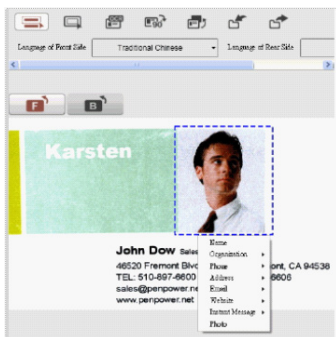 Language of Front Side
Traditional Chinese
Language of Rear Side
F
B
Karsten
John Dow Sales
46520 Fremont Blvd
ont, CA 94538
TEL: 510-897-6600
6606
sales@penpower.ne
www.penpower.net
Name
Organization
Phone
Address
Email
Website
Instant Message
Photo